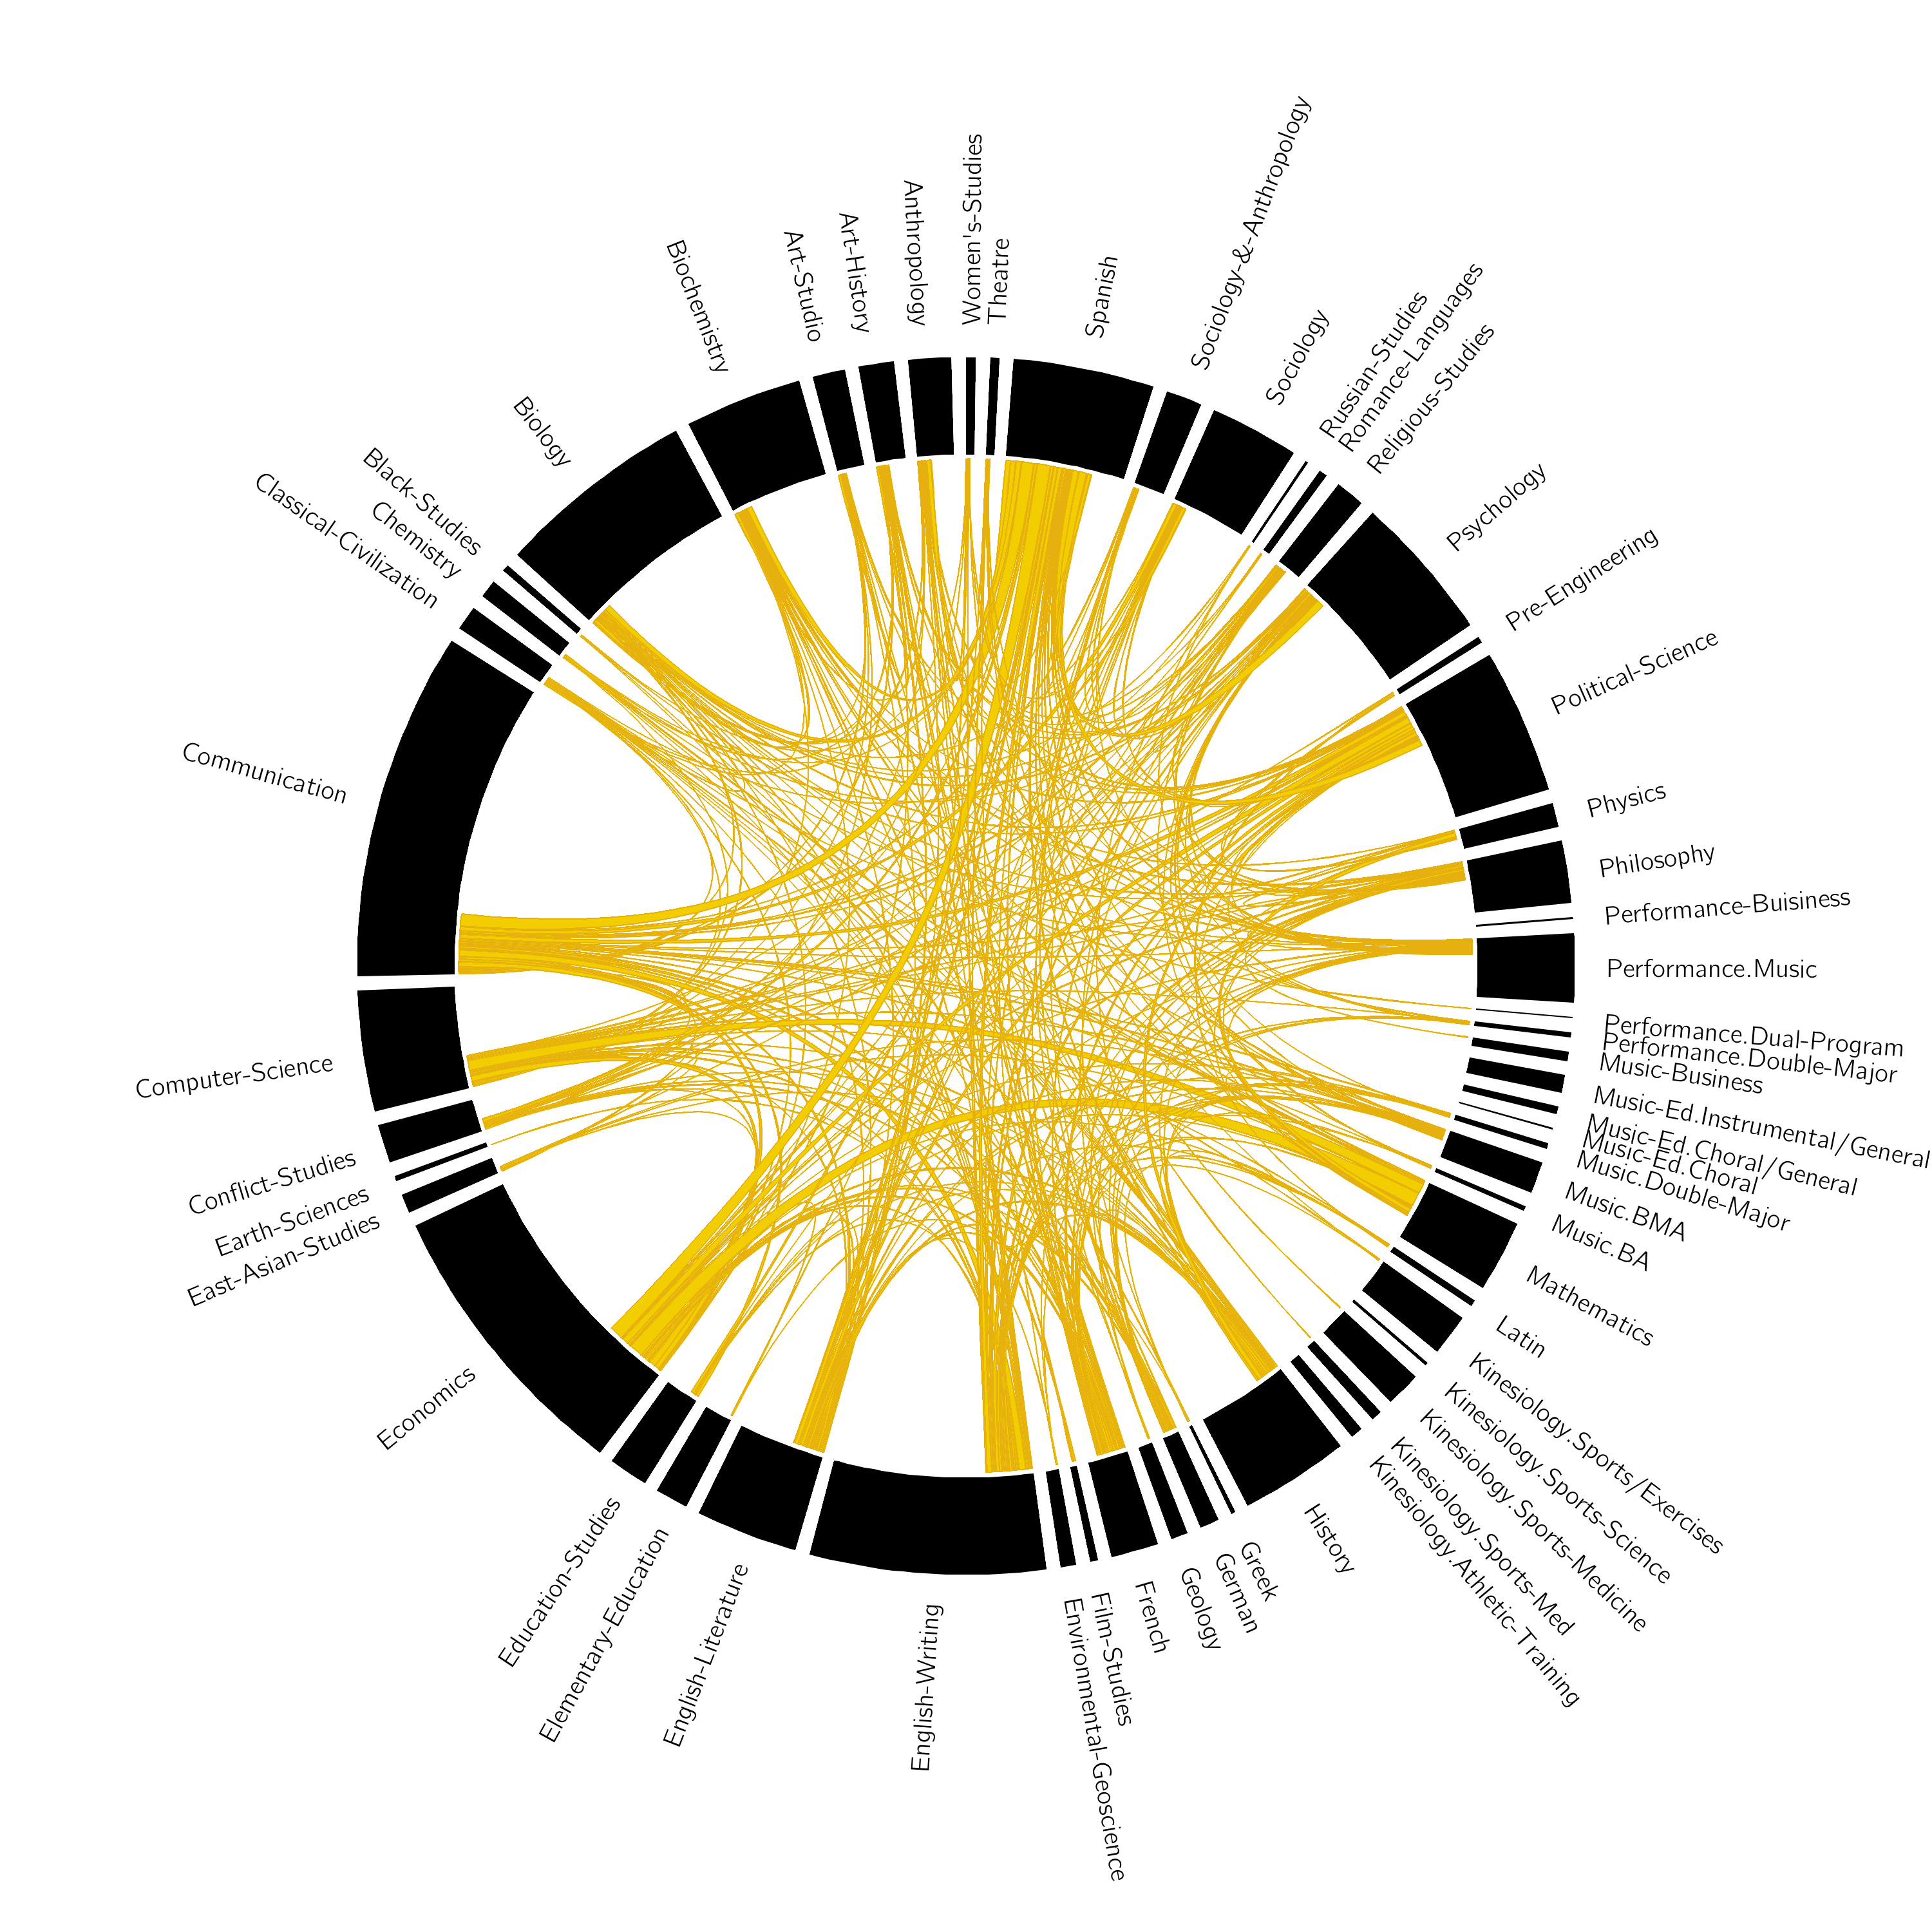 Women's-Studies
Theatre
Spanish
Sociology-&-Anthropology
Sociology
Russian-Studies
Romance-Languages
Religious-Studies
Psychology
Pre-Engineering
Political-Science
Physics
Philosophy
Performance-Buisiness
Performance.Music
Performance.Dual-Program
Performance.Double-Major
Music-Business
Music-Ed.Instrumental/General
Music-Ed.Choral/General
Music-Ed.Choral
Music.Double-Major
Music.BMA
Music.BA
Mathematics
Latin
Kinesiology.Sports/Exercises
Kinesiology.Sports-Science
Kinesiology.Sports-Medicine
Kinesiology.Sports-Med
Kinesiology.Athletic-Training
History
Greek
German
Geology
French
Film-Studies
Environmental-Geoscience
English-Writing
English-Literature
Elementary-Education
Education-Studies
Economics
East-Asian-Studies
Earth-Sciences
Conflict-Studies
Computer-Science
Communication
Classical-Civilization
Chemistry
Black-Studies
Biology
Biochemistry
Art-Studio
Art-History
Anthropology